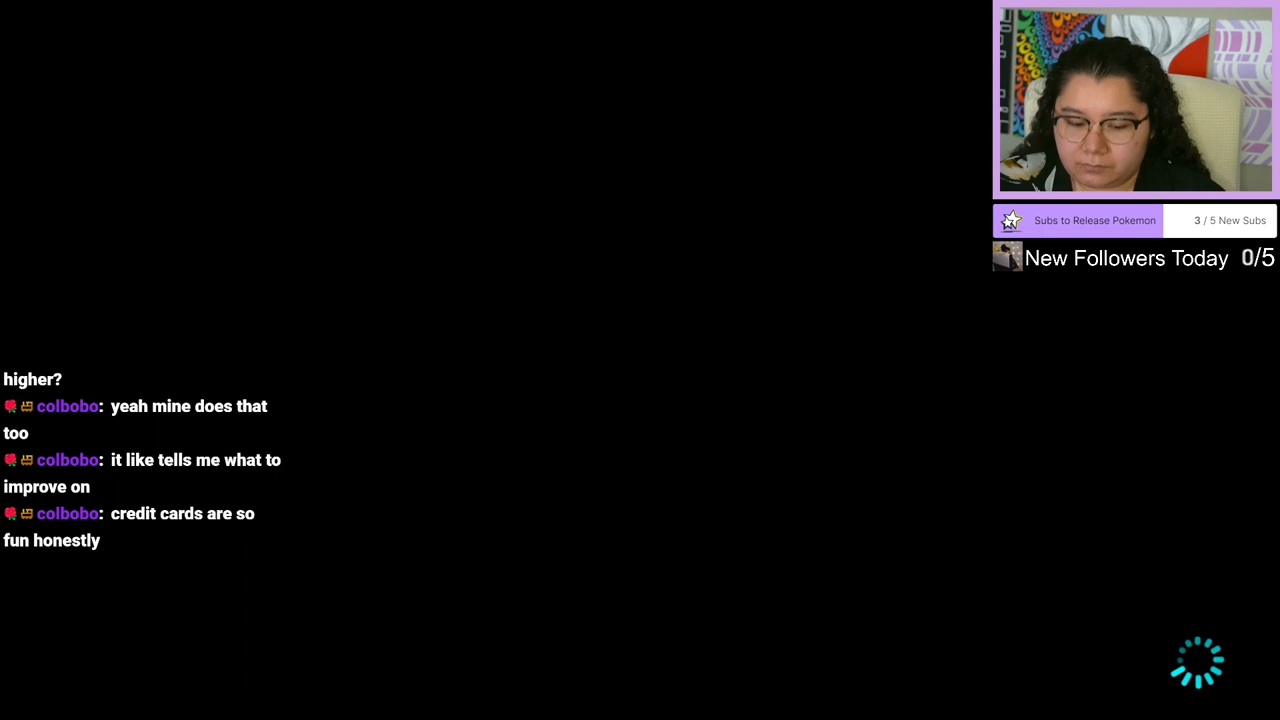 Subs to Release Pokemon 3 / 5 New Subs
New Followers Today 0/5
higher?
colbobo: yeah mine does that
too
colbobo: it like tells me what to
improve on
colbobo: credit cards are so
fun honestly